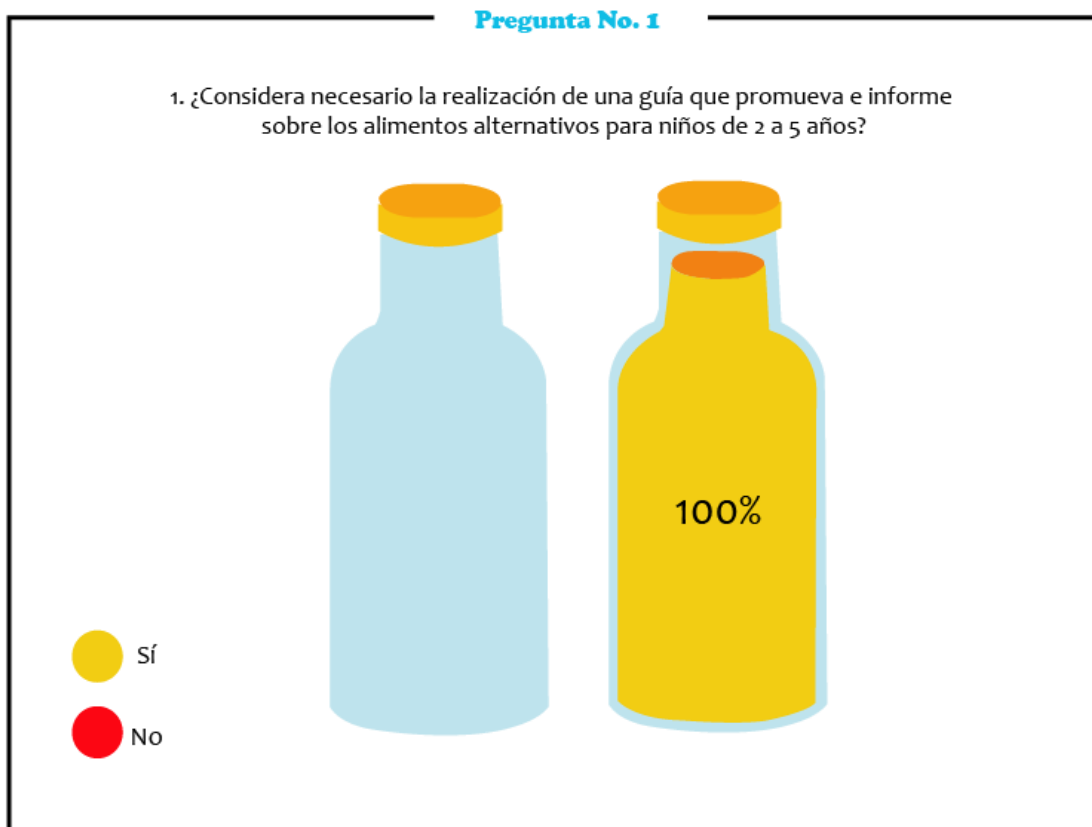 Pregunta No. 1
1. ¿Considera necesario la realización de una guía que promueva e informe
sobre los alimentos alternativos para niños de 2 a 5 años?
100%
Sí
No